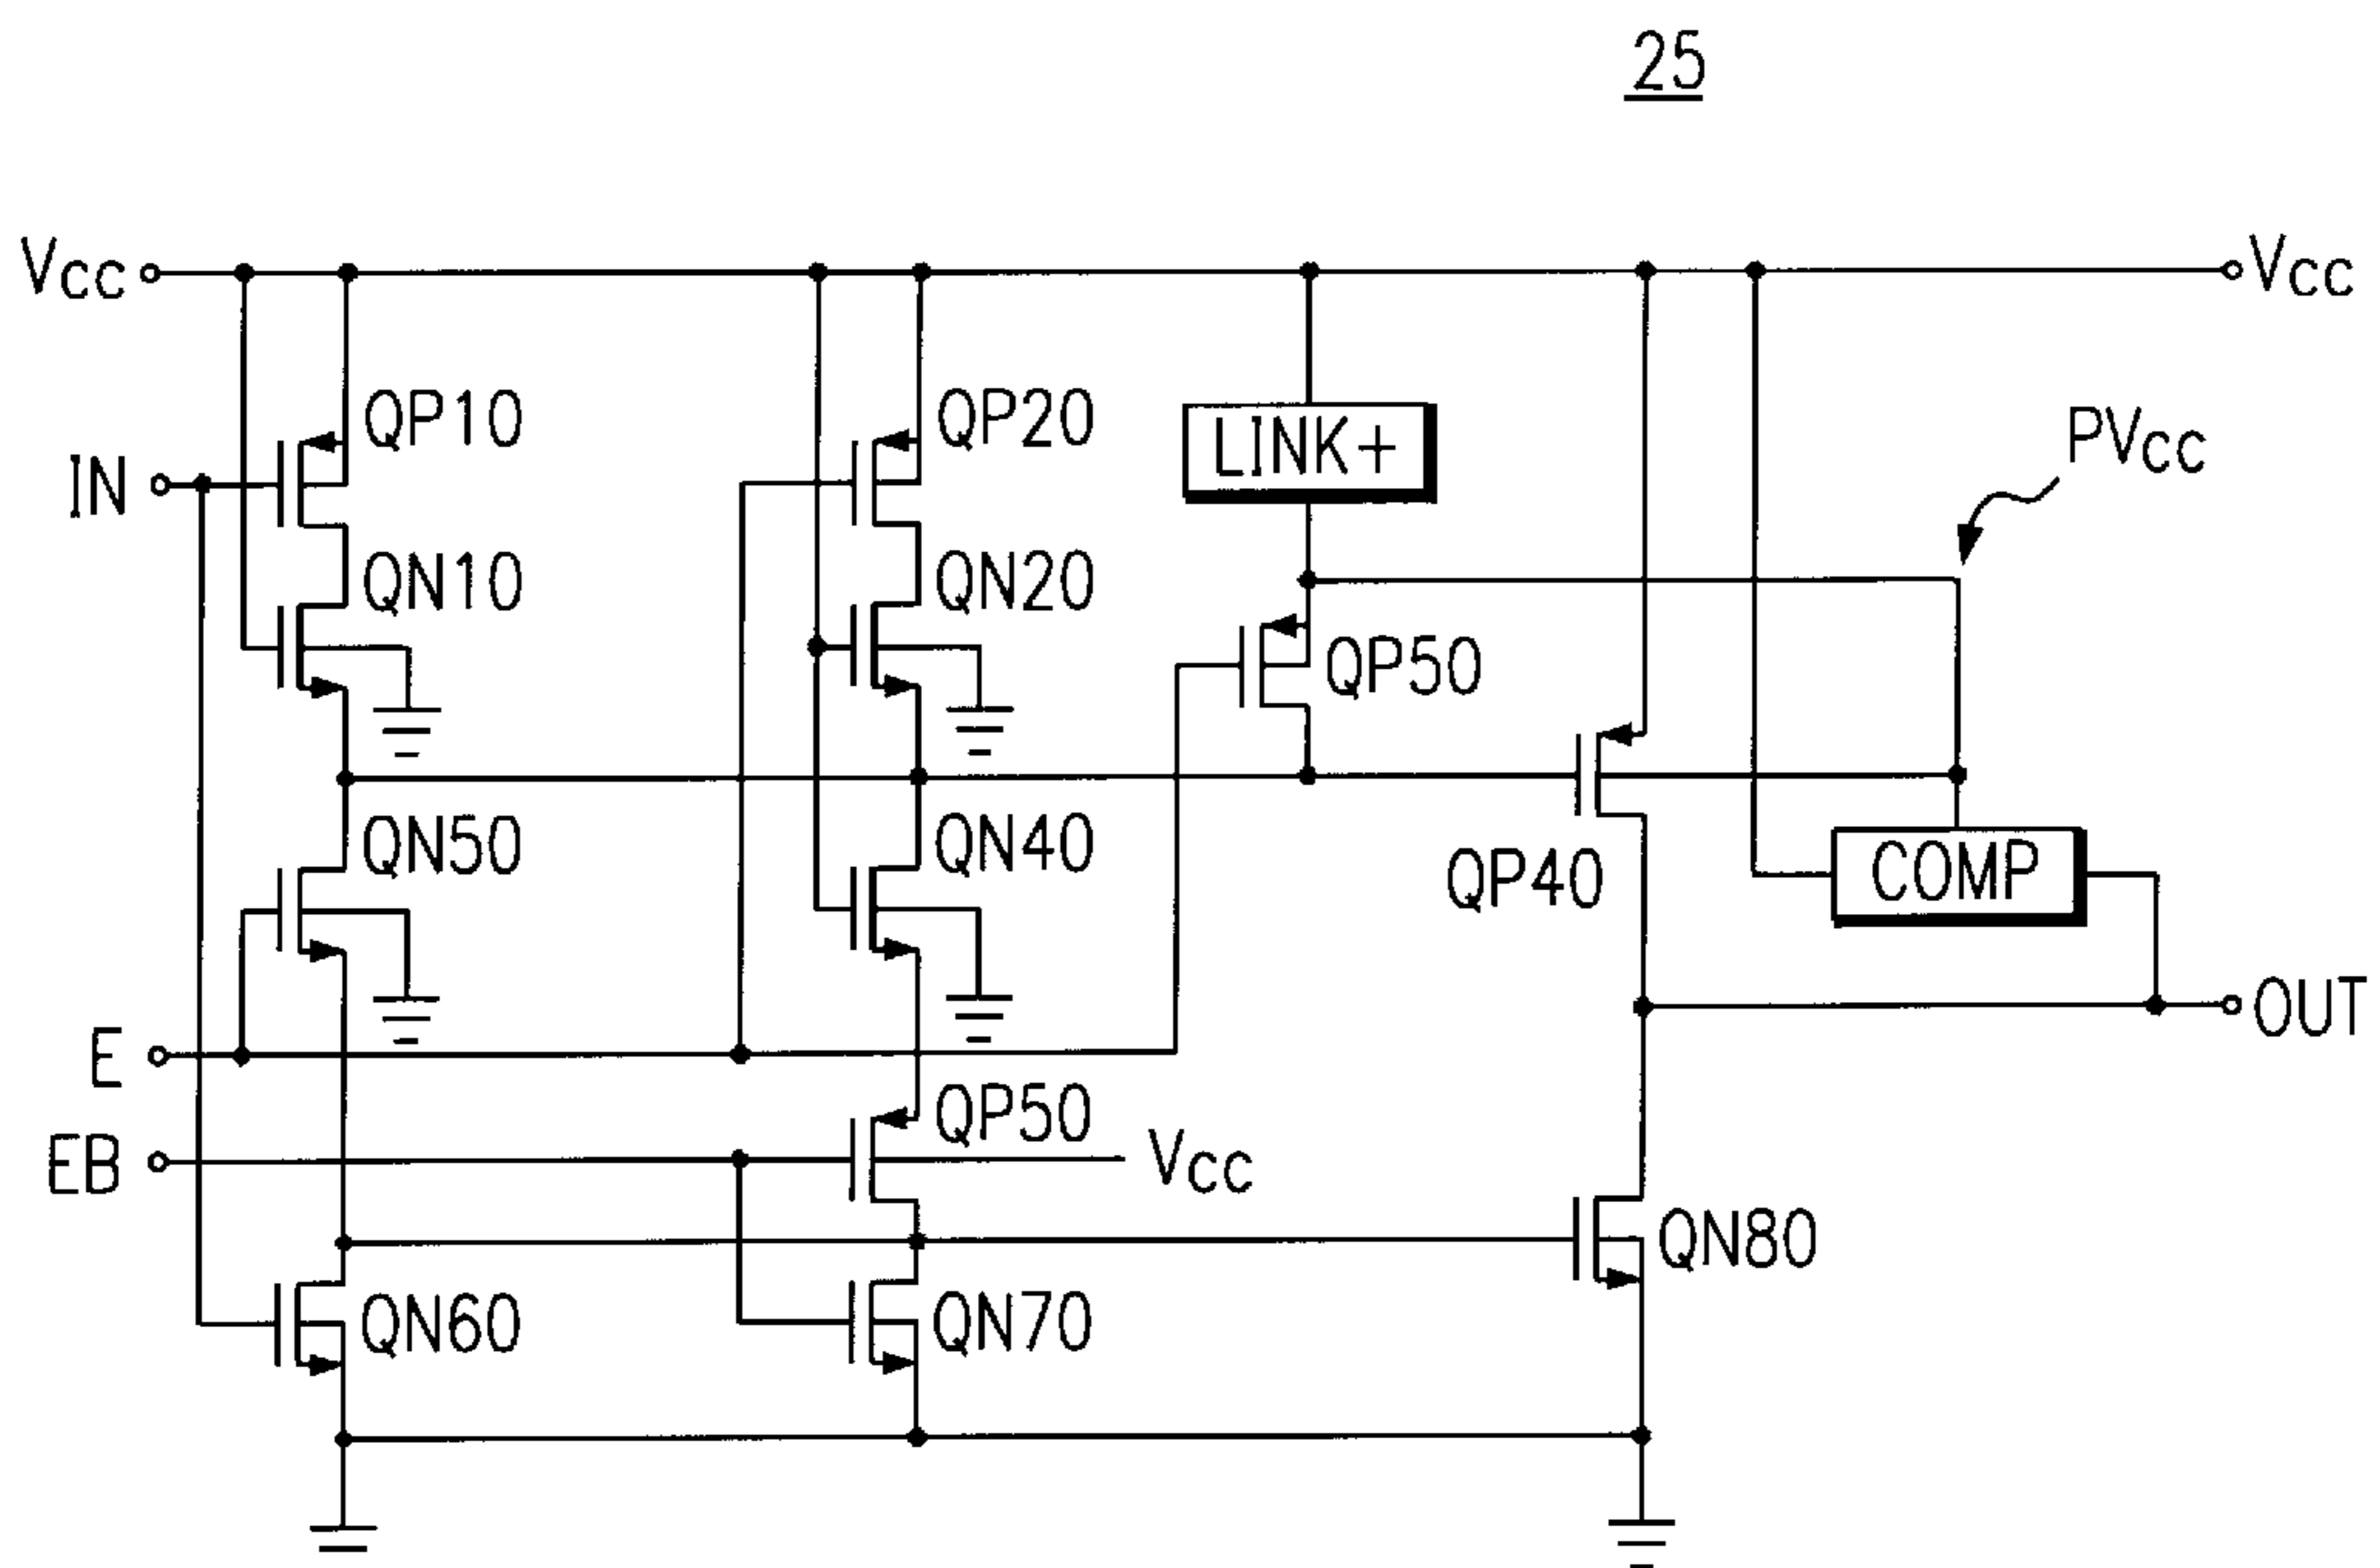 25
VCC
VCC
QP10
QP20
LINK+
PVCC
IN
QN10
QN20
QP50
QN50
QN40
QP40
COMP
OUT
E
QP50
EB
VCC
QN80
QN60
QN70